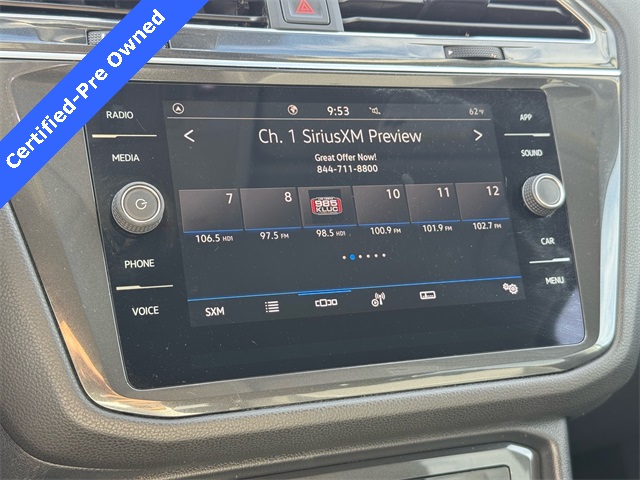 Certified-Pre Owned
RADIO
MEDIA
PHONE
VOICE
9:53
62°F
Ch. 1 SiriusXM Preview
Great Offer Now!
844-711-8800
7 8 985 KLUC 10 11 12
106.5 HD1 97.5 FM 98.5 HD1 100.9 FM 101.9 FM 102.7 FM
SXM
APP
SOUND
CAR
MENU